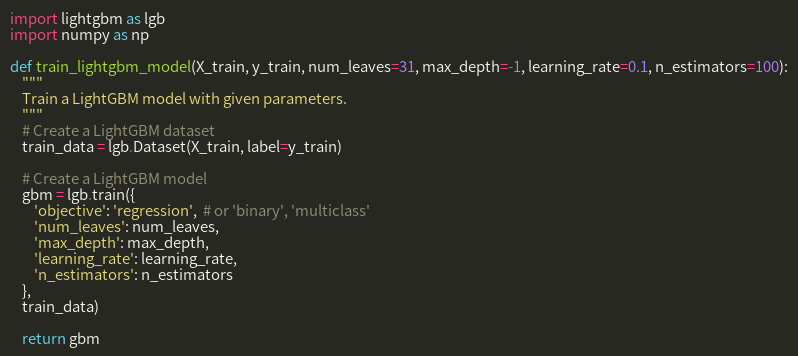 import lightgbm as lgb
import numpy as np

def train_lightgbm_model(X_train, y_train, num_leaves=31, max_depth=-1, learning_rate=0.1, n_estimators=100):
    """
    Train a LightGBM model with given parameters.
    """
    # Create a LightGBM dataset
    train_data = lgb.Dataset(X_train, label=y_train)

    # Create a LightGBM model
    gbm = lgb.train({
        'objective': 'regression',  # or 'binary', 'multiclass'
        'num_leaves': num_leaves,
        'max_depth': max_depth,
        'learning_rate': learning_rate,
        'n_estimators': n_estimators
    },
    train_data)

    return gbm